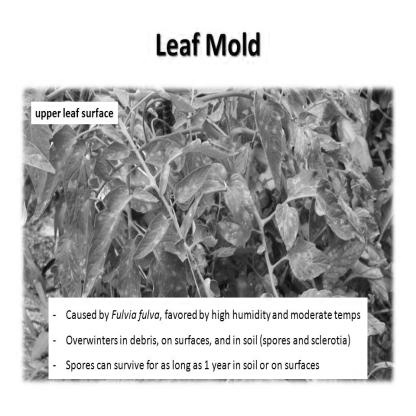 Leaf Mold
upper leaf surface
- Caused by Fulvia fulva, favored by high humidity and moderate temps
- Overwinters in debris, on surfaces, and in soil (spores and sclerotia)
- Spores can survive for as long as 1 year in soil or on surfaces